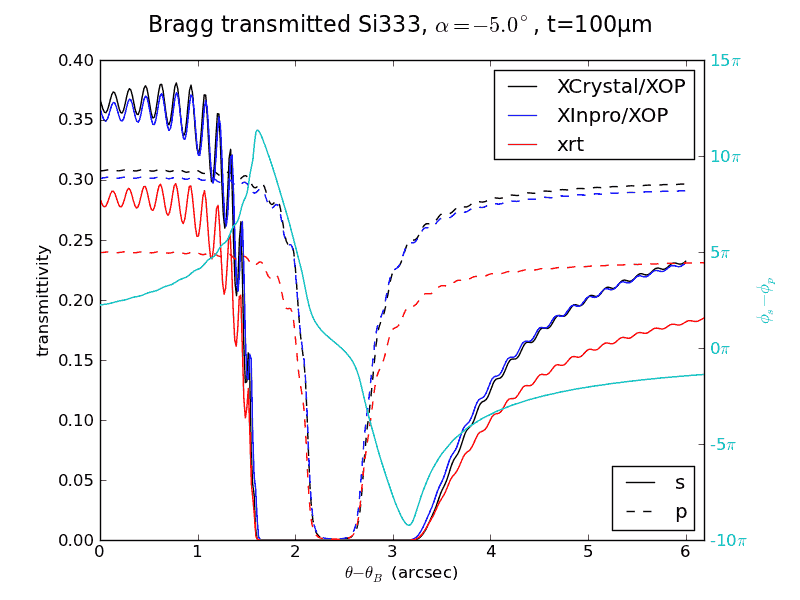 Bragg transmitted Si333, α = −5.0°, t=100μm
0.40
0.35
0.30
0.25
0.20
0.15
0.10
0.05
0.00
transmittivity
XCrystal/XOP
XInpro/XOP
xrt
s
p
15π
10π
5π
0π
-5π
-10π
ϕs−ϕp
0
1
2
3
4
5
6
θ−θB (arcsec)